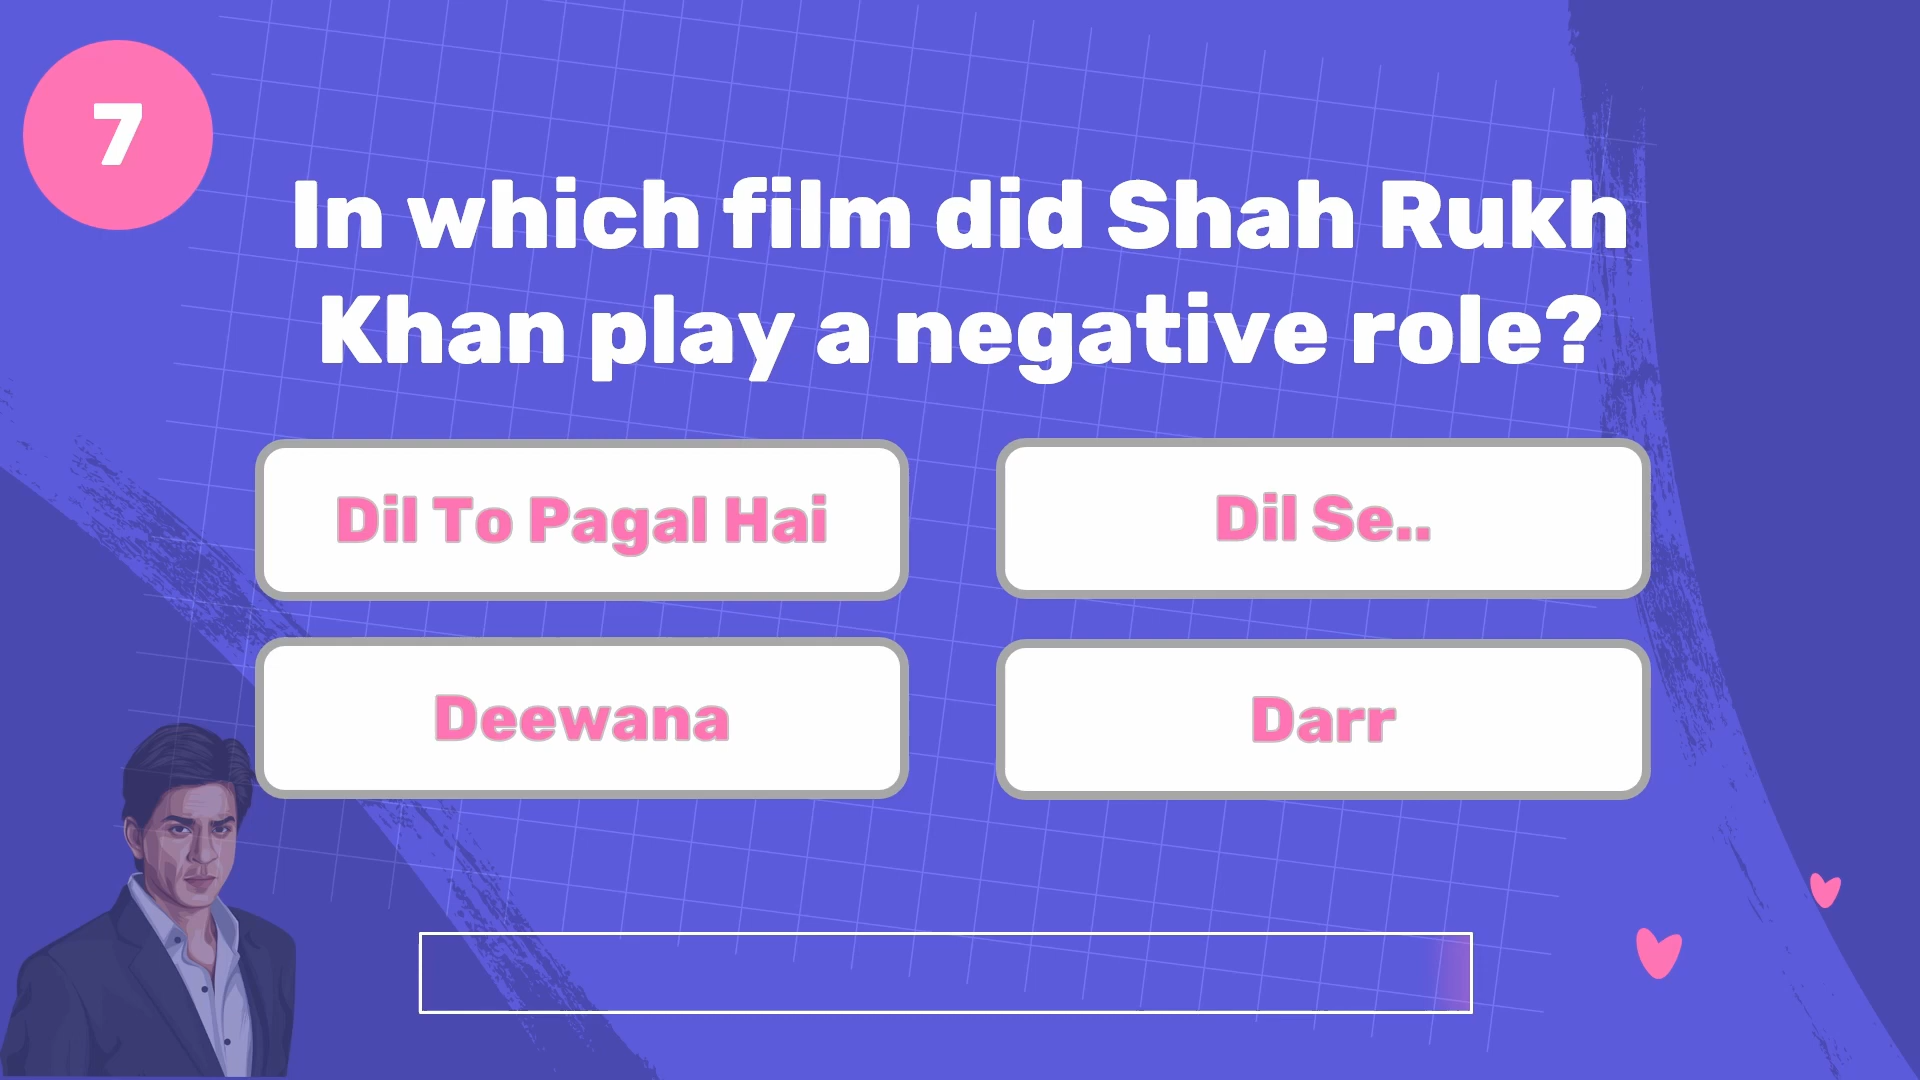 7
In which film did Shah Rukh
Khan play a negative role?
Dil To Pagal Hai
Dil Se..
Deewana
Darr